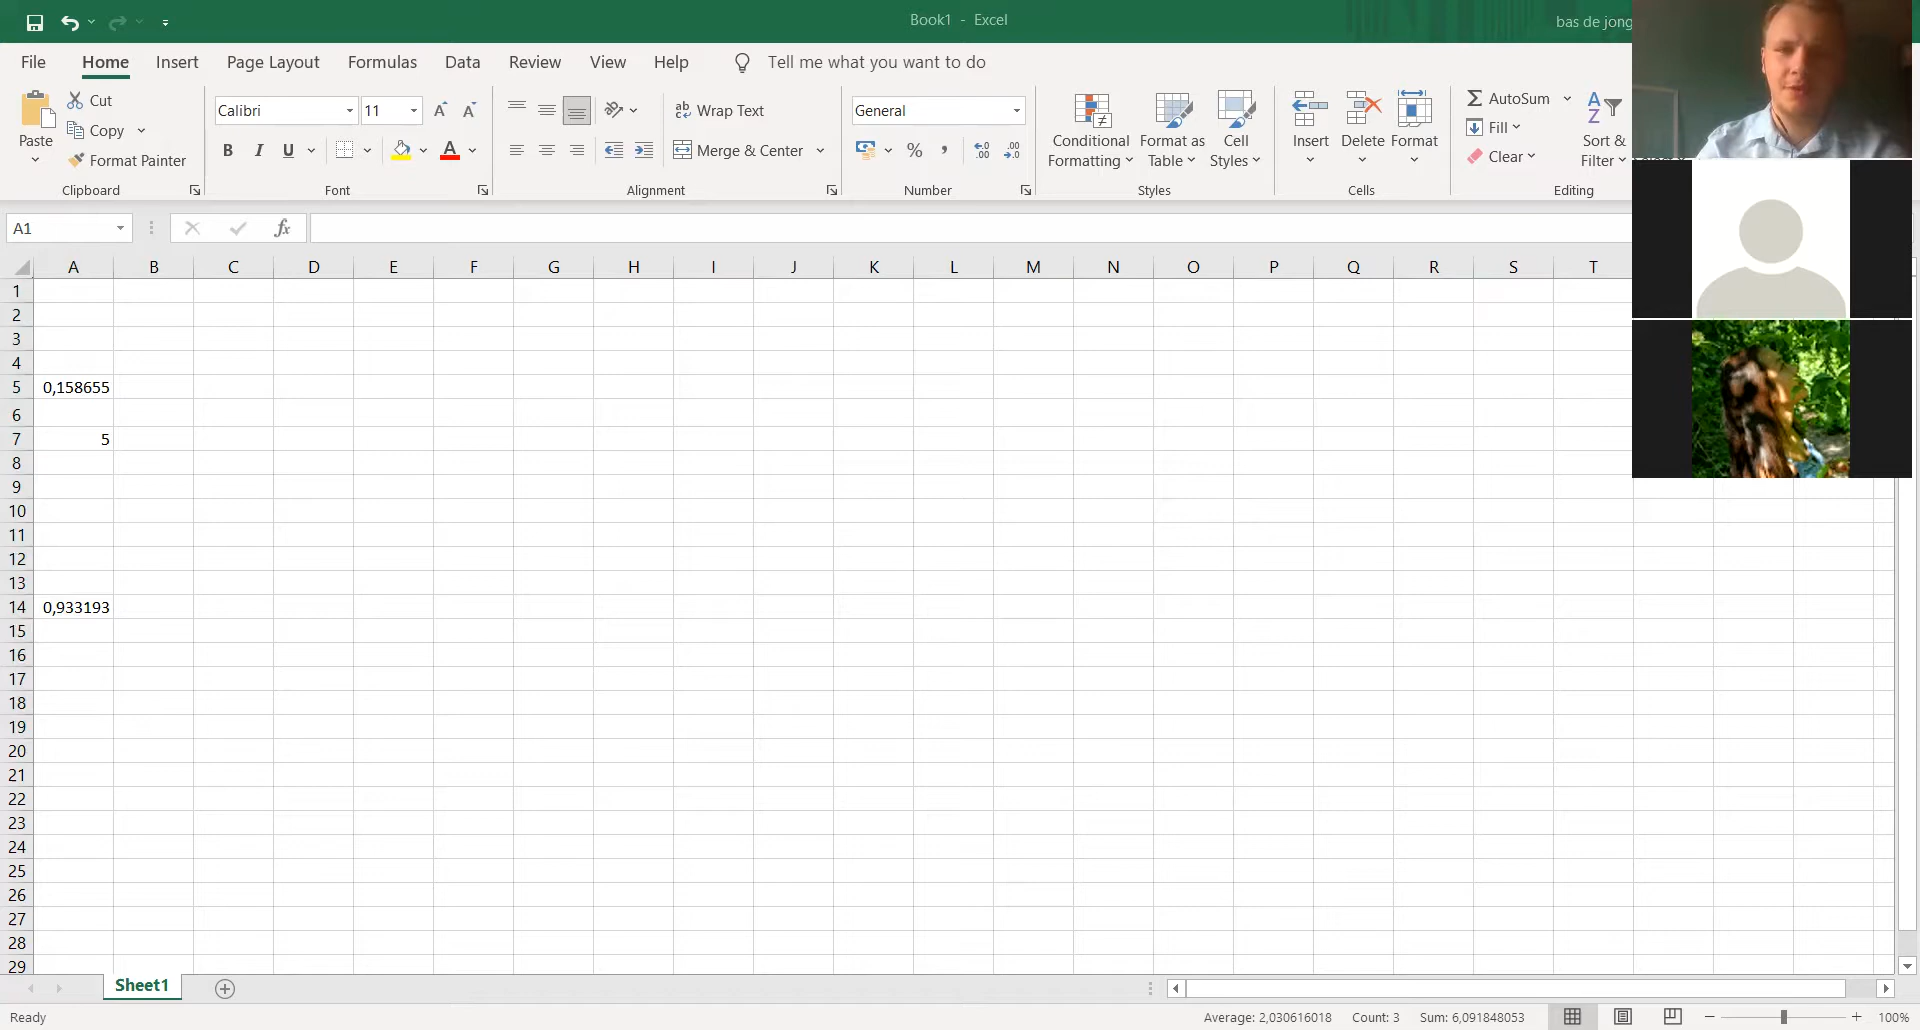 Book1 - Excel
bas de jong
File Home Insert Page Layout Formulas Data Review View Help Tell me what you want to do
Paste
Cut
Copy
Format Painter
Clipboard
Calibri 11 A A
B I U A
Font
ab Wrap Text
Merge & Center
Alignment
General
% , ,00 ,0
Number
Conditional Formatting
Format as Table
Cell Styles
Styles
Insert Delete Format
Cells
AutoSum
Fill
Clear
Sort & Filter
Editing
A1 fx
A B C D E F G H I J K L M N O P Q R S T
1
2
3
4
5 0,158655
6
7 5
8
9
10
11
12
13
14 0,933193
15
16
17
18
19
20
21
22
23
24
25
26
27
28
29
Sheet1
Ready Average: 2,030616018 Count: 3 Sum: 6,091848053 100%